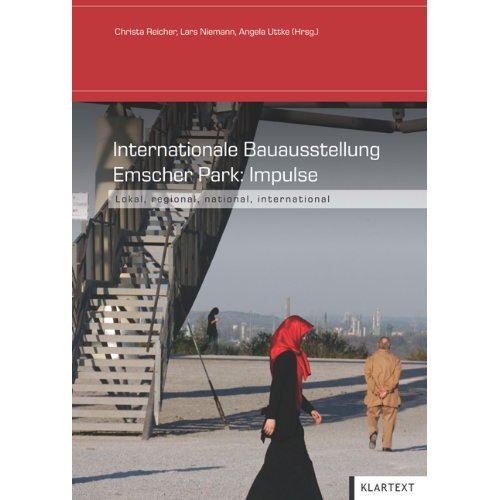 Christa Reicher, Lars Niemann, Angela Uttke (Hrsg.)
Internationale Bauausstellung
Emscher Park: Impulse
Lokal, regional, national, international
KLARTEXT